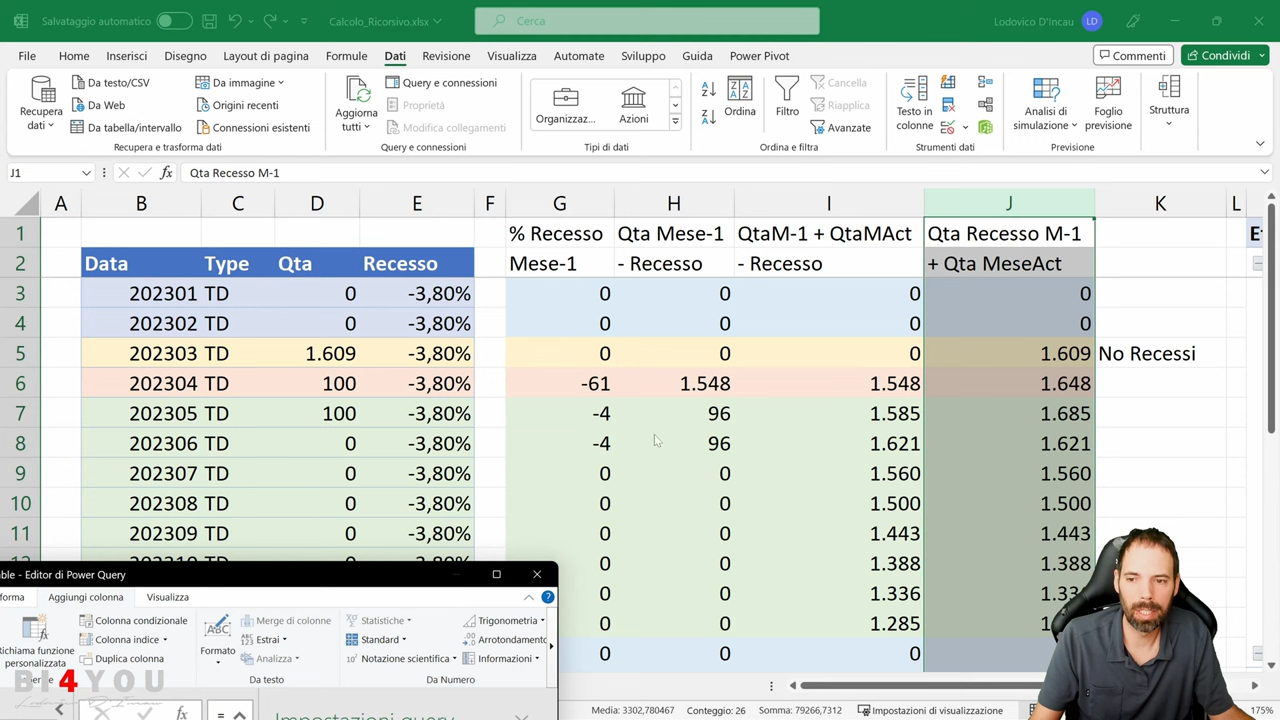 Salvataggio automatico
Calcolo_Ricorsivo.xlsx
Cerca
Lodovico D'Incau
LD
File Home Inserisci Disegno Layout di pagina Formule Dati Revisione Visualizza Automate Sviluppo Guida Power Pivot
Commenti
Condividi
Recupera dati
Da testo/CSV
Da Web
Da tabella/intervallo
Da immagine
Origini recenti
Connessioni esistenti
Recupera e trasforma dati
Aggiorna tutti
Query e connessioni
Proprietà
Modifica collegamenti
Query e connessioni
Organizzaz...
Azioni
Tipi di dati
Ordina
Filtro
Cancella
Riapplica
Avanzate
Ordina e filtra
Testo in colonne
Strumenti dati
Analisi di simulazione
Foglio previsione
Previsione
Struttura
J1
fx
Qta Recesso M-1
A B C D E F G H I J K L
1 % Recesso Qta Mese-1 QtaM-1 + QtaMAct Qta Recesso M-1
2 Data Type Qta Recesso Mese-1 - Recesso - Recesso + Qta MeseAct
3 202301 TD 0 -3,80% 0 0 0 0
4 202302 TD 0 -3,80% 0 0 0 0
5 202303 TD 1.609 -3,80% 0 0 0 1.609 No Recessi
6 202304 TD 100 -3,80% -61 1.548 1.548 1.648
7 202305 TD 100 -3,80% -4 96 1.585 1.685
8 202306 TD 0 -3,80% -4 96 1.621 1.621
9 202307 TD 0 -3,80% 0 0 1.560 1.560
10 202308 TD 0 -3,80% 0 0 1.500 1.500
11 202309 TD 0 -3,80% 0 0 1.443 1.443
0 0 1.388 1.388
0 0 1.336
0 0 1.285
0 0 0
ble - Editor di Power Query
forma Aggiungi colonna Visualizza
Richiama funzione personalizzata
Colonna condizionale
Colonna indice
Duplica colonna
Formato
Merge di colonne
Estrai
Analizza
Da testo
Statistiche
Standard
Notazione scientifica
Trigonometria
Arrotondamento
Informazioni
Da Numero
BI4YOU
fx
=
Impostazioni query
Media: 3302,780467 Conteggio: 26 Somma: 79266,7312 Impostazioni di visualizzazione 175%